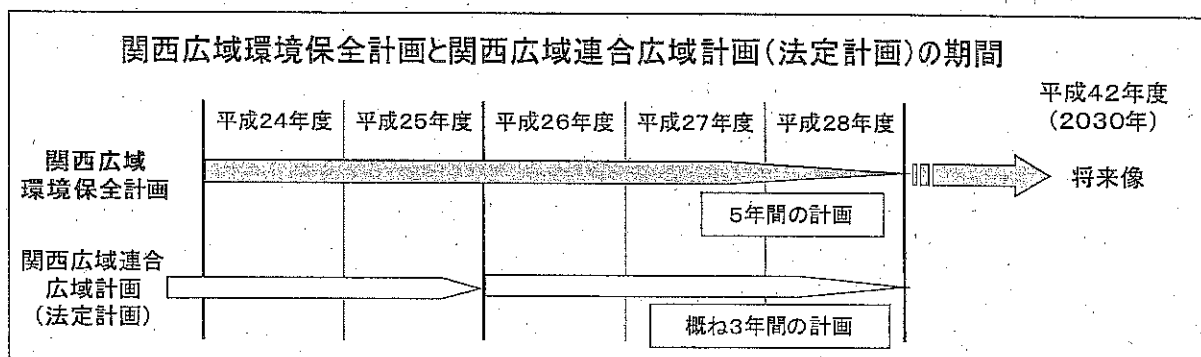 関西広域環境保全計画と関西広域連合広域計画(法定計画)の期間
平成42年度
(2030年)
平成24年度
平成25年度
平成26年度
平成27年度
平成28年度
関西広域
環境保全計画
将来像
5年間の計画
関西広域連合
広域計画
(法定計画)
概ね3年間の計画